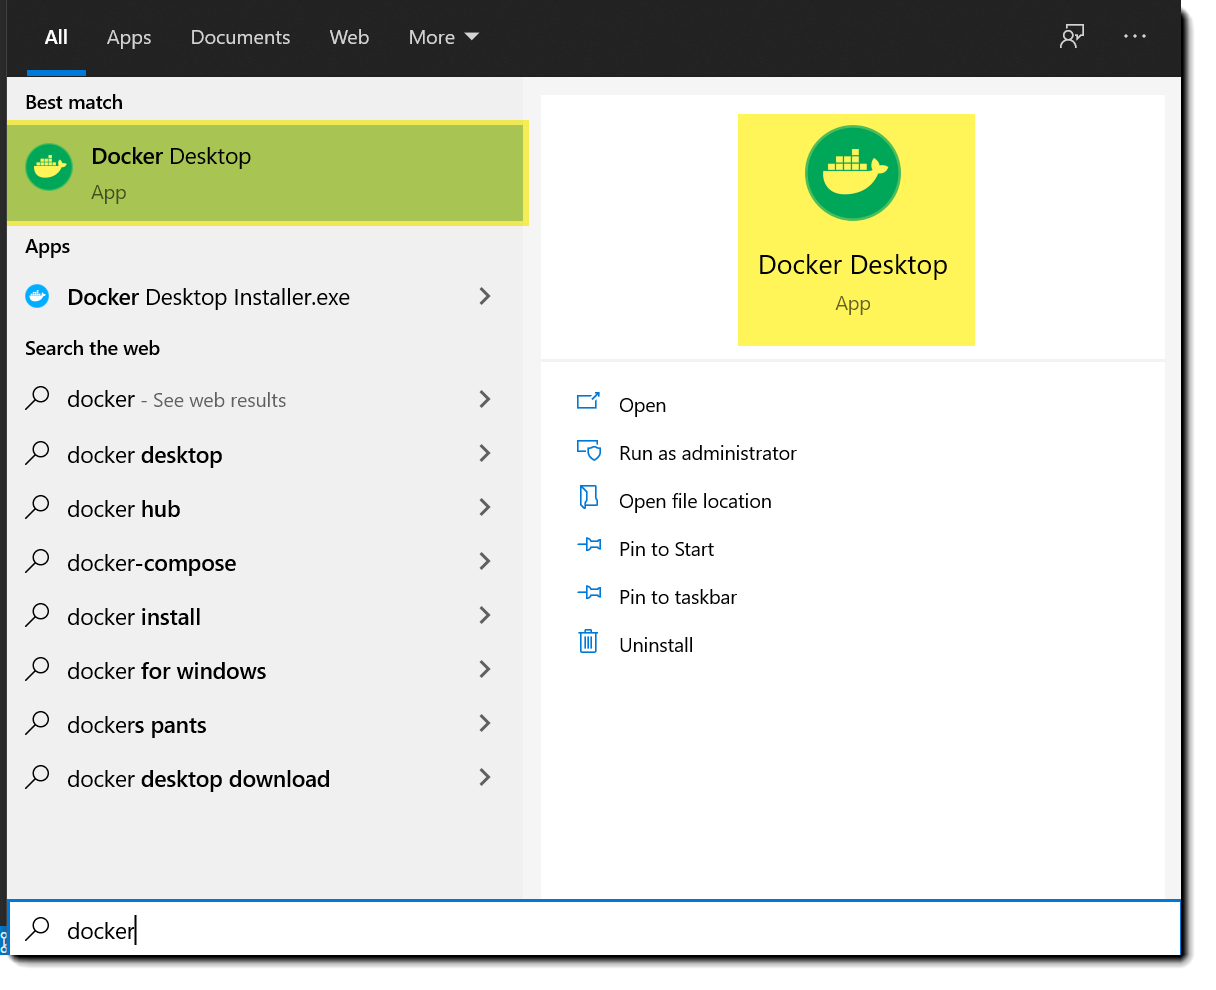 All Apps Documents Web More
Best match
Docker Desktop
App
Apps
Docker Desktop Installer.exe
Search the web
docker - See web results
docker desktop
docker hub
docker-compose
docker install
docker for windows
dockers pants
docker desktop download
Docker Desktop
App
Open
Run as administrator
Open file location
Pin to Start
Pin to taskbar
Uninstall
docker